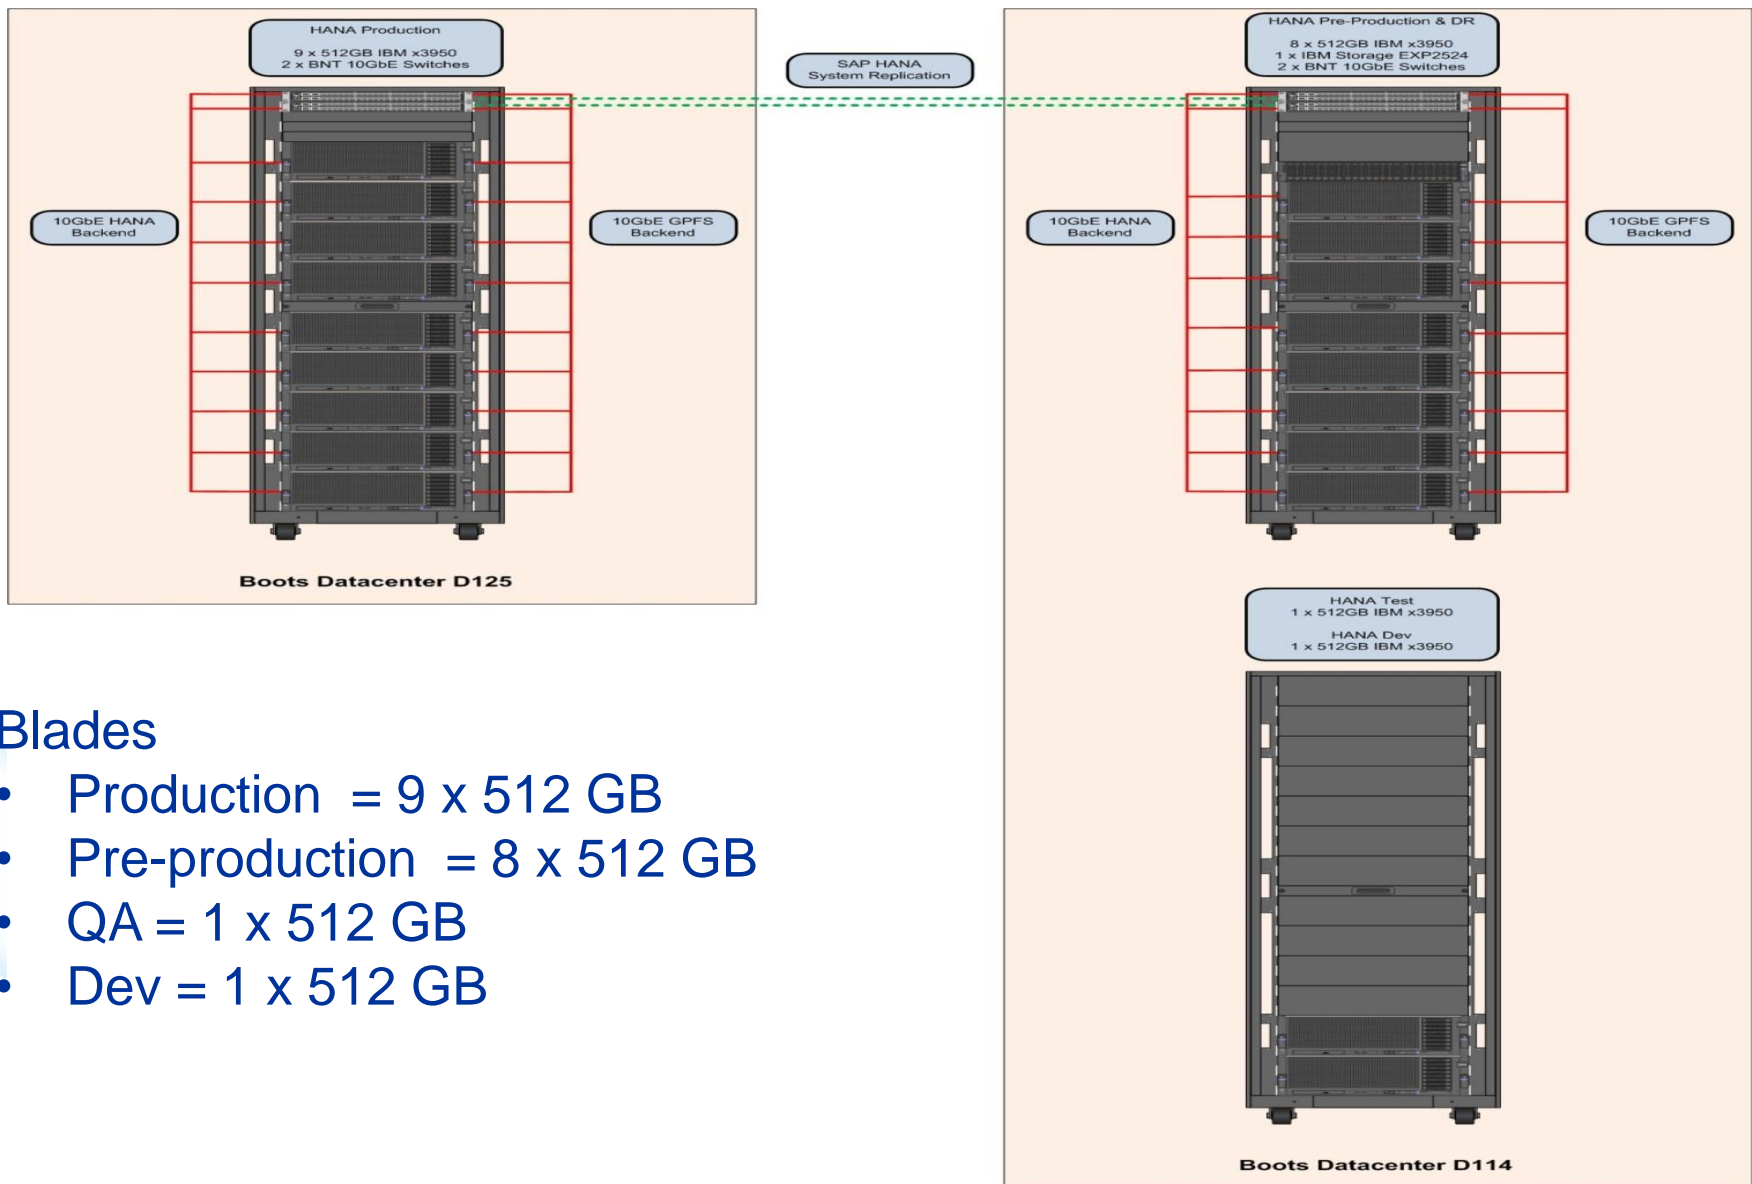 HANA Production
9 x 512GB IBM x3950
2 x BNT 10GbE Switches
SAP HANA
System Replication
HANA Pre-Production & DR
8 x 512GB IBM x3950
1 x IBM Storage EXP2524
2 x BNT 10GbE Switches
10GbE HANA
Backend
10GbE GPFS
Backend
10GbE HANA
Backend
10GbE GPFS
Backend
Boots Datacenter D125
HANA Test
1 x 512GB IBM x3950
HANA Dev
1 x 512GB IBM x3950
Blades
• Production = 9 x 512 GB
• Pre-production = 8 x 512 GB
• QA = 1 x 512 GB
• Dev = 1 x 512 GB
Boots Datacenter D114